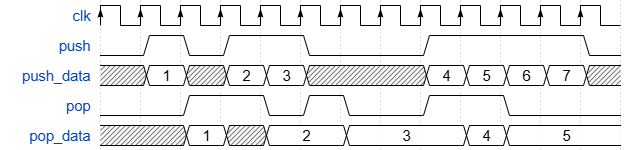 clk
push
push_data 1 2 3 4 5 6 7
pop
pop_data 1 2 3 4 5